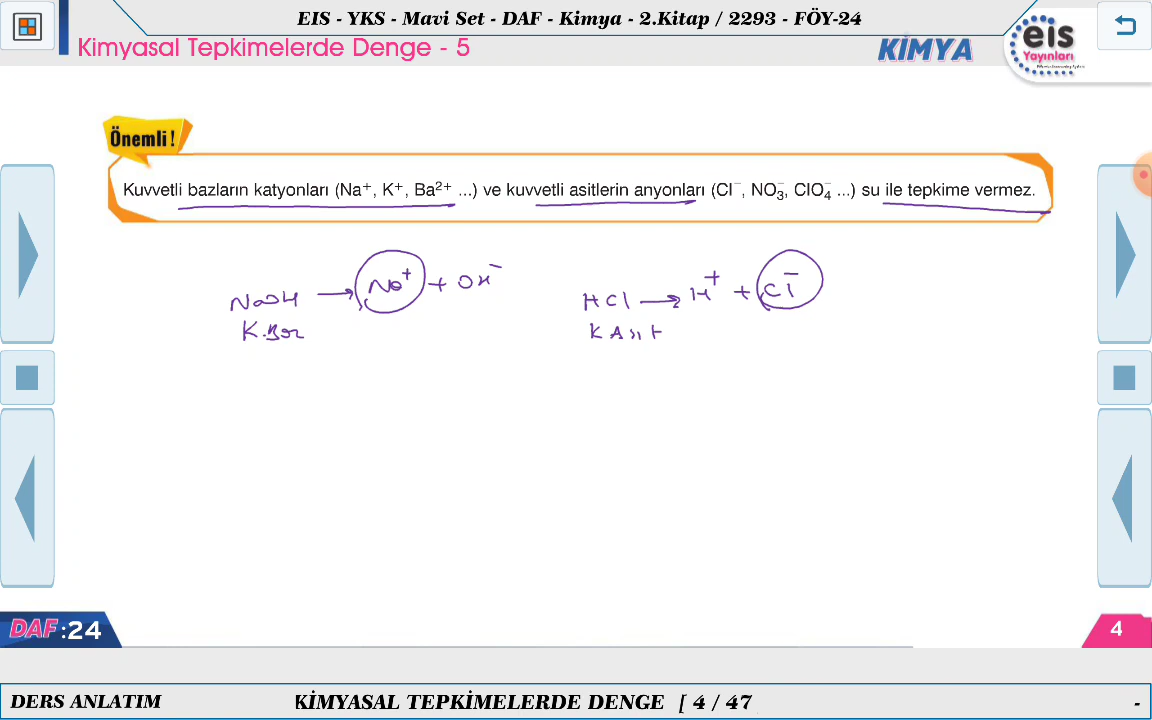 EIS - YKS - Mavi Set - DAF - Kimya - 2.Kitap / 2293 - FÖY-24
Kimyasal Tepkimelerde Denge - 5
KİMYA
eis
Yayınları
Önemli !
Kuvvetli bazların katyonları (Na⁺, K⁺, Ba²⁺ ...) ve kuvvetli asitlerin anyonları (Cl⁻, NO₃⁻, ClO₄⁻ ...) su ile tepkime vermez.
NaOH → Na⁺ + OH⁻
K.Baz
HCl → H⁺ + Cl⁻
K Asit
DAF :24
4
DERS ANLATIM
KİMYASAL TEPKİMELERDE DENGE [ 4 / 47
-